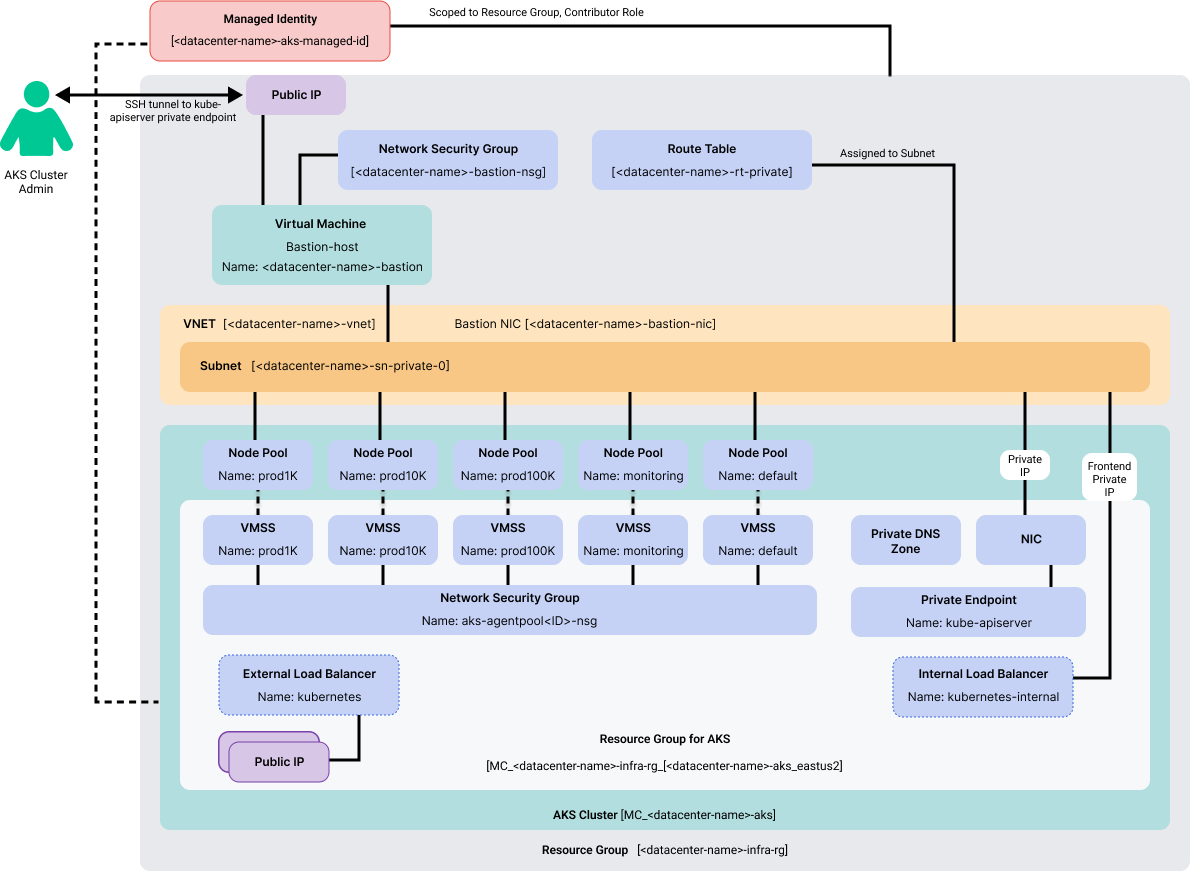 Managed Identity
[<datacenter-name>-aks-managed-id]
Scoped to Resource Group, Contributor Role
Public IP
SSH tunnel to kube-
apiserver private endpoint
AKS Cluster
Admin
Network Security Group
[<datacenter-name>-bastion-nsg]
Route Table
[<datacenter-name>-rt-private]
Assigned to Subnet
Virtual Machine
Bastion-host
Name: <datacenter-name>-bastion
VNET [<datacenter-name>-vnet]
Bastion NIC [<datacenter-name>-bastion-nic]
Subnet [<datacenter-name>-sn-private-0]
Node Pool
Name: prod1K
Node Pool
Name: prod10K
Node Pool
Name: prod100K
Node Pool
Name: monitoring
Node Pool
Name: default
Private
IP
Frontend
Private
IP
VMSS
Name: prod1K
VMSS
Name: prod10K
VMSS
Name: prod100K
VMSS
Name: monitoring
VMSS
Name: default
Private DNS
Zone
NIC
Network Security Group
Name: aks-agentpool<ID>-nsg
Private Endpoint
Name: kube-apiserver
External Load Balancer
Name: kubernetes
Internal Load Balancer
Name: kubernetes-internal
Public IP
Resource Group for AKS
[MC_<datacenter-name>-infra-rg_[<datacenter-name>-aks_eastus2]
AKS Cluster [MC_<datacenter-name>-aks]
Resource Group [<datacenter-name>-infra-rg]